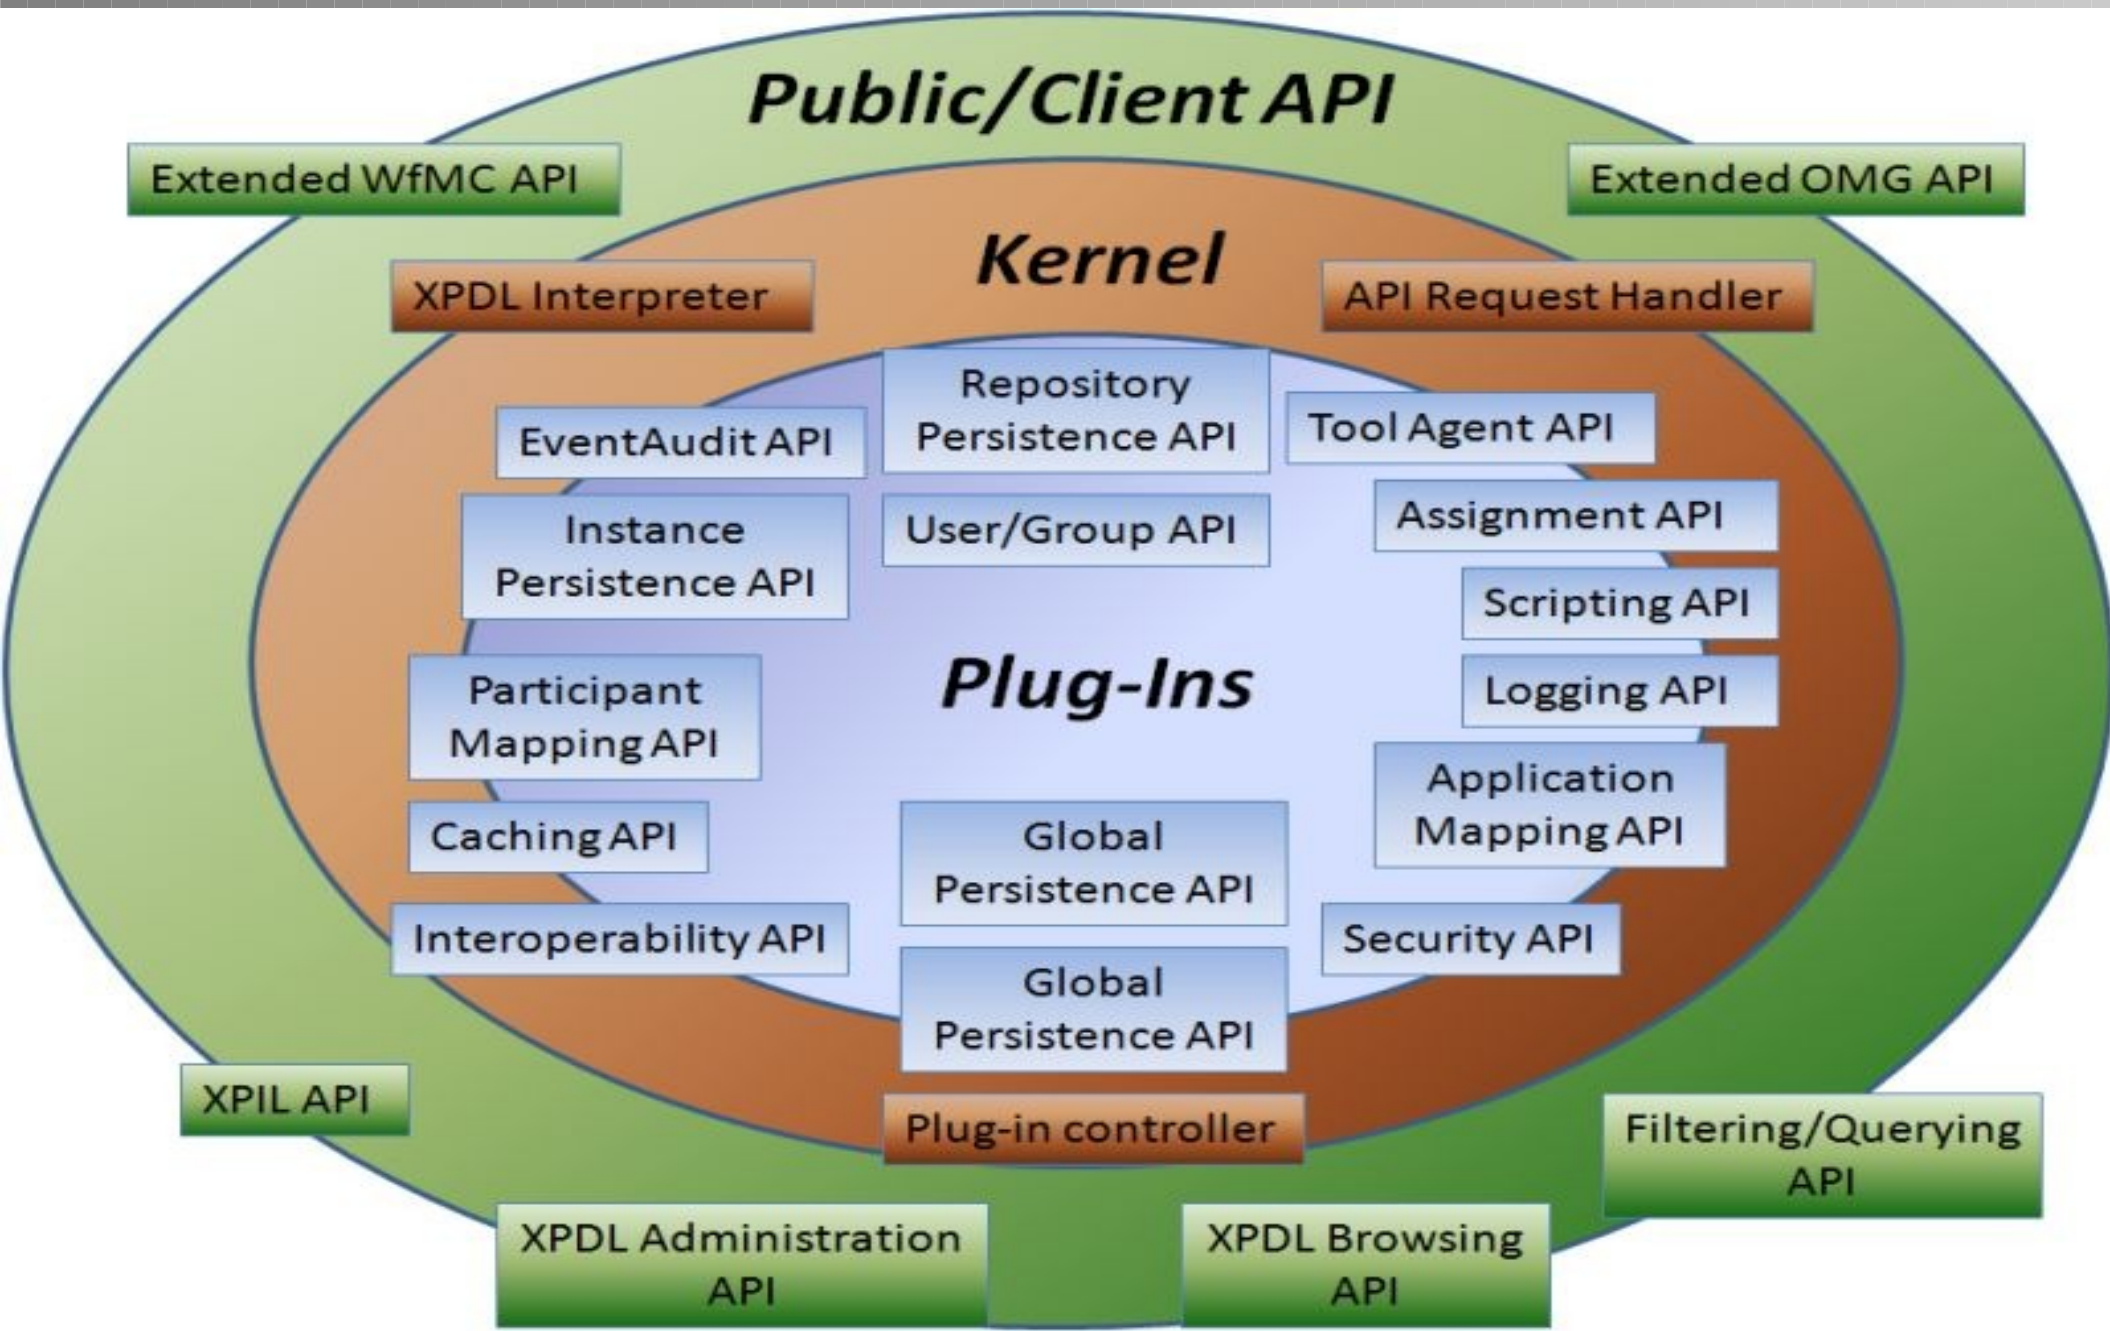 Public/Client API
Extended WfMC API
Extended OMG API
Kernel
XPDL Interpreter
API Request Handler
Repository
Persistence API
EventAudit API
Tool Agent API
Instance
Persistence API
User/Group API
Assignment API
Scripting API
Plug-Ins
Participant
Mapping API
Logging API
Application
Mapping API
Caching API
Global
Persistence API
Interoperability API
Security API
Global
Persistence API
XPIL API
Plug-in controller
Filtering/Querying
API
XPDL Administration
API
XPDL Browsing
API